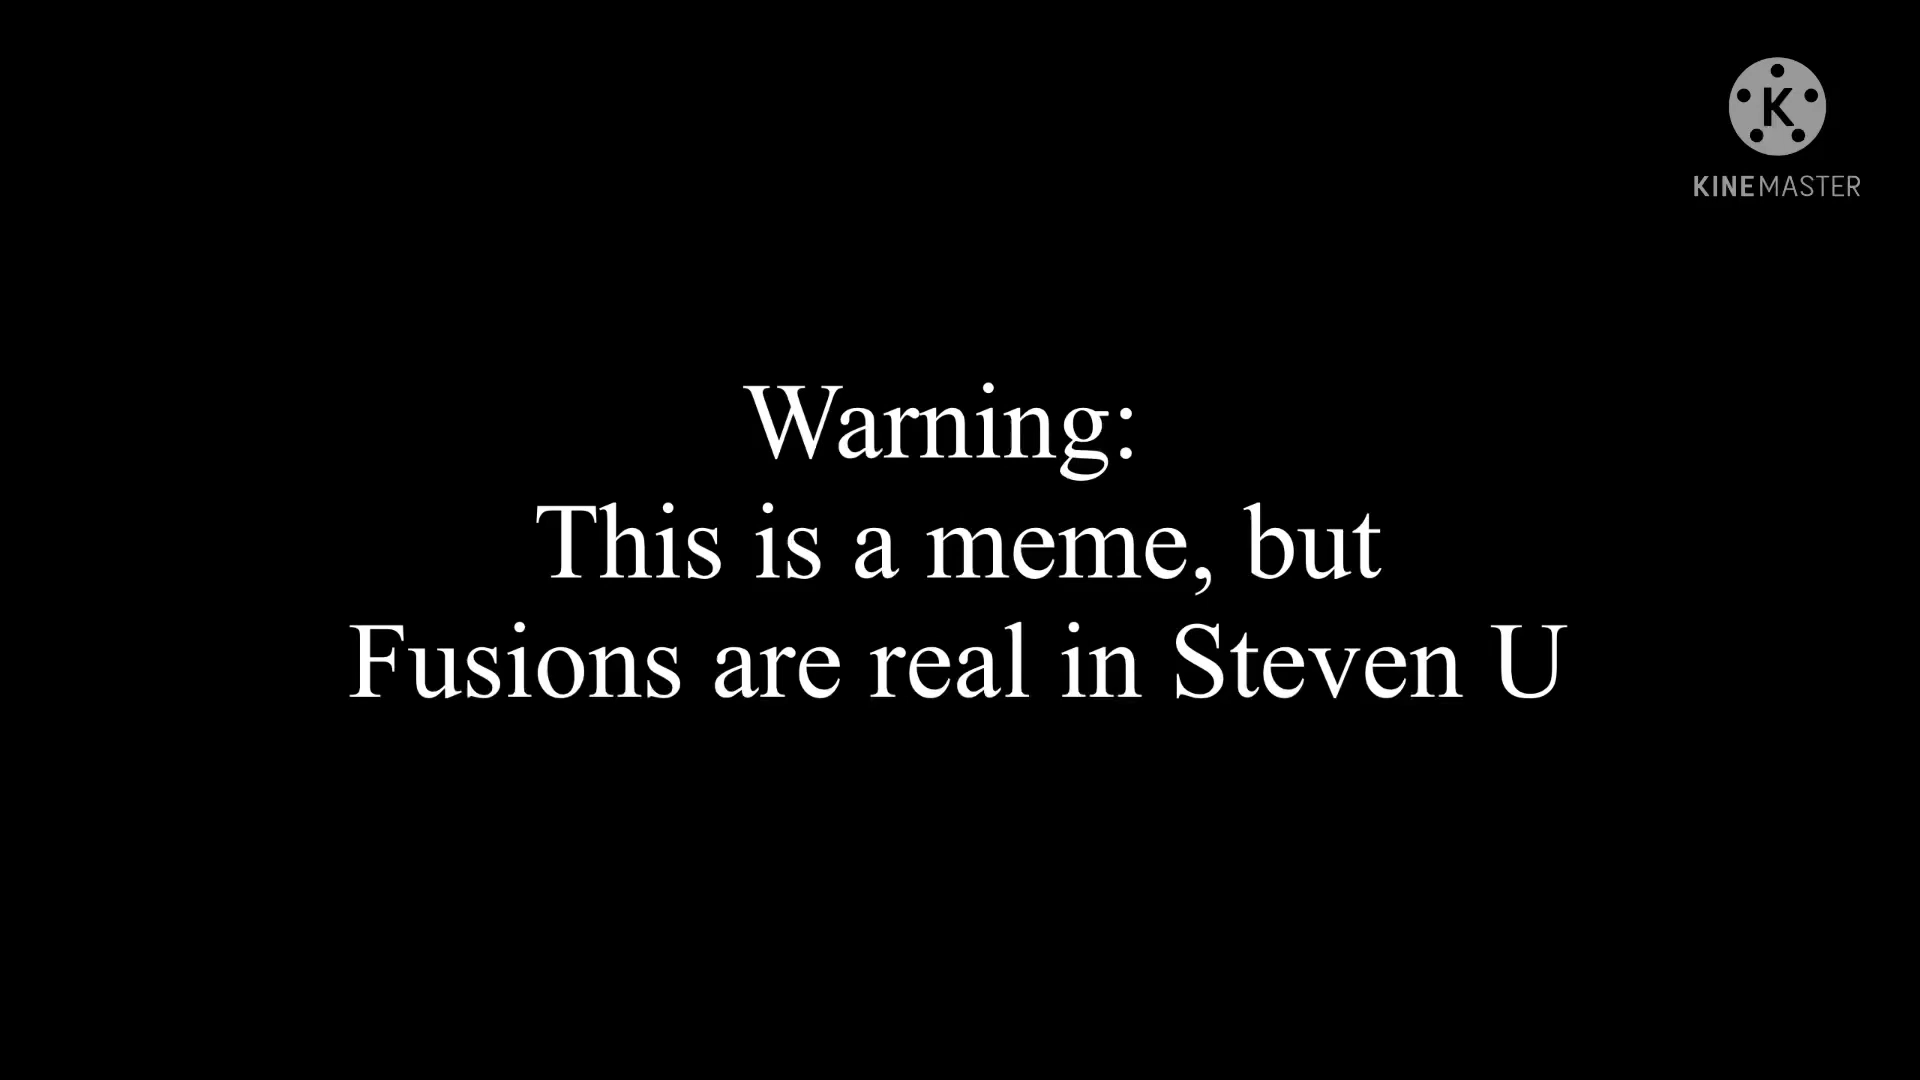 K
KINEMASTER
Warning:
This is a meme, but
Fusions are real in Steven U